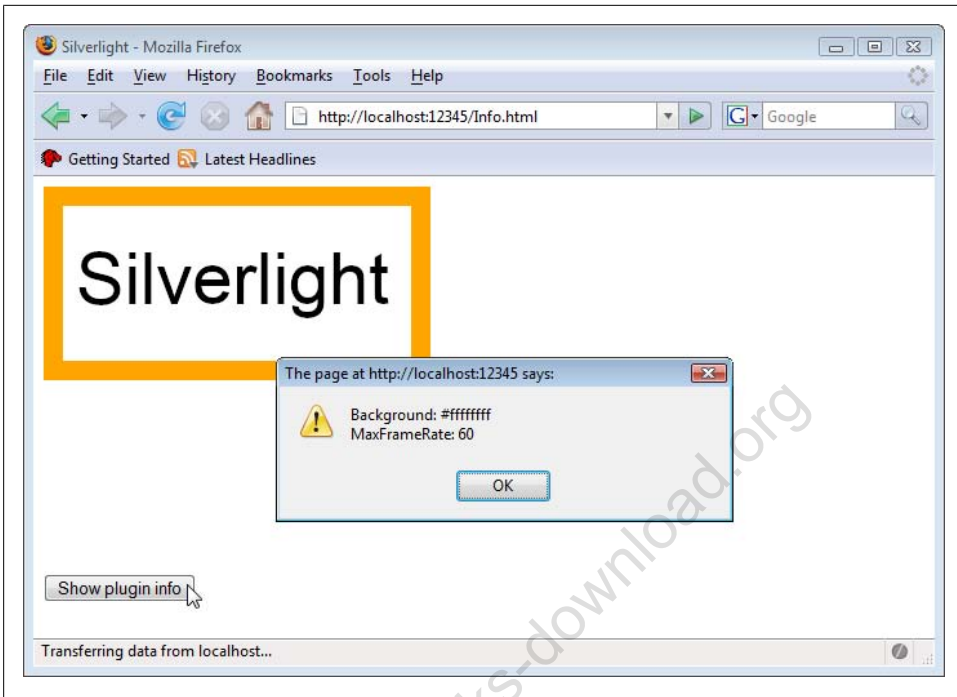 Silverlight - Mozilla Firefox
File Edit View History Bookmarks Tools Help
http://localhost:12345/Info.html
G Google
Getting Started Latest Headlines
Silverlight
The page at http://localhost:12345 says:
Background: #ffffffff
MaxFrameRate: 60
OK
Show plugin info
Transferring data from localhost...
ks-download.org